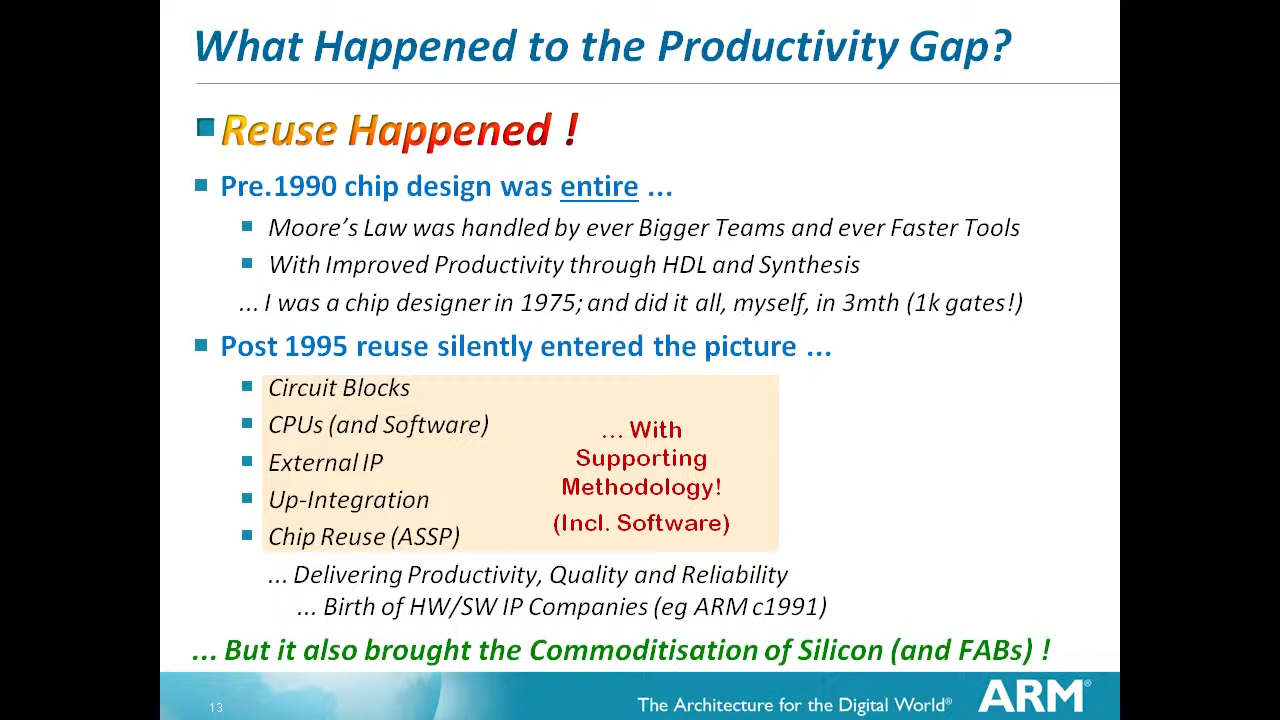 What Happened to the Productivity Gap?
Reuse Happened !
Pre.1990 chip design was entire ...
Moore's Law was handled by ever Bigger Teams and ever Faster Tools
With Improved Productivity through HDL and Synthesis
... I was a chip designer in 1975; and did it all, myself, in 3mth (1k gates!)
Post 1995 reuse silently entered the picture ...
Circuit Blocks
CPUs (and Software)
External IP
Up-Integration
Chip Reuse (ASSP)
... With
Supporting
Methodology!
(Incl. Software)
... Delivering Productivity, Quality and Reliability
... Birth of HW/SW IP Companies (eg ARM c1991)
... But it also brought the Commoditisation of Silicon (and FABs) !
13
The Architecture for the Digital World®
ARM®